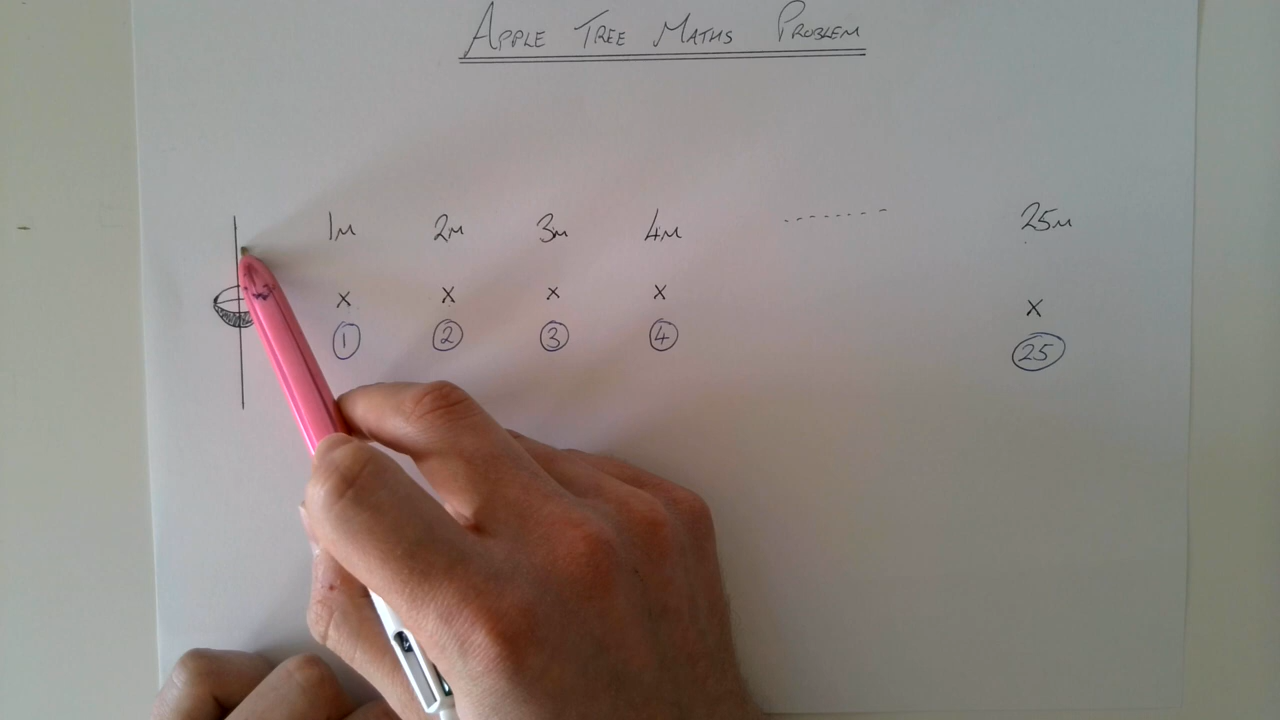 APPLE TREE MATHS PROBLEM
1M 2M 3M 4M -------- 25M
x x x x x
1 2 3 4 25